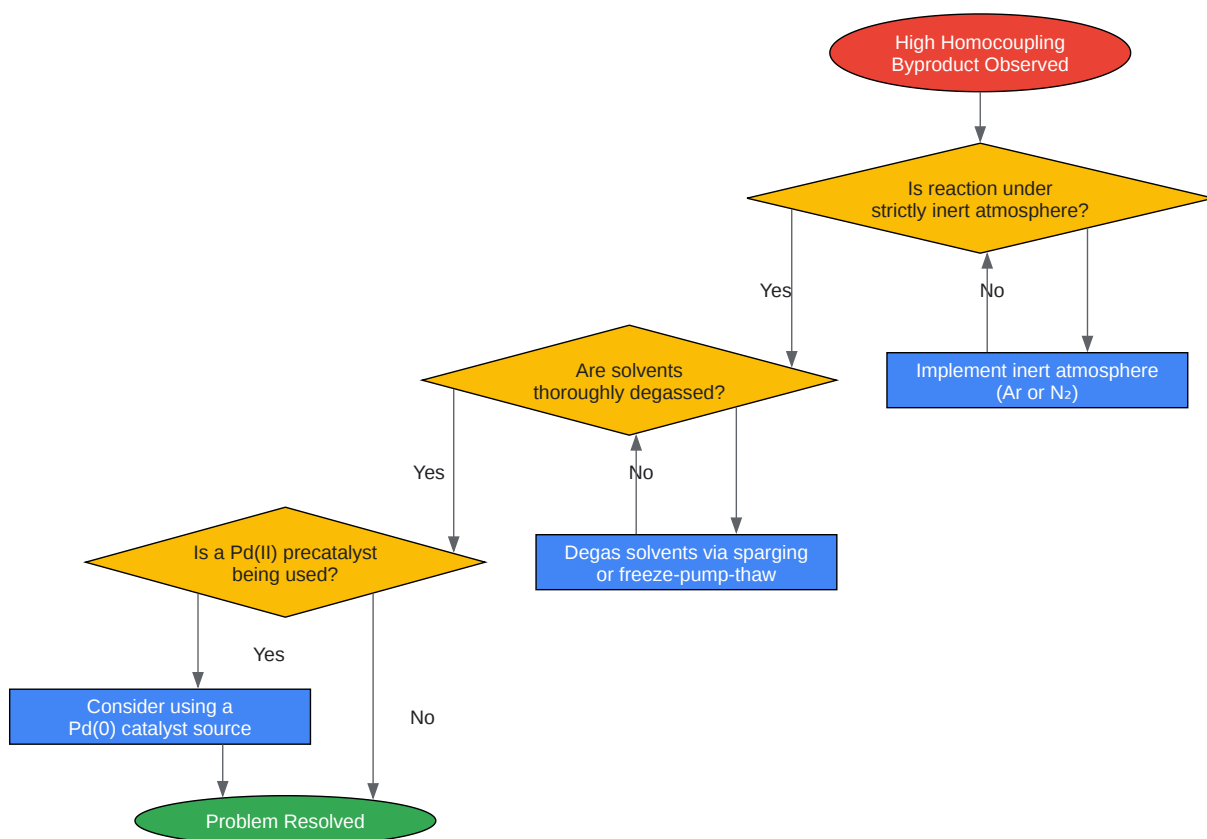 High Homocoupling
Byproduct Observed
Is reaction under
strictly inert atmosphere?
Yes
No
Implement inert atmosphere
(Ar or N₂)
Are solvents
thoroughly degassed?
Yes
No
Degas solvents via sparging
or freeze-pump-thaw
Is a Pd(II) precatalyst
being used?
Yes
No
Consider using a
Pd(0) catalyst source
Problem Resolved